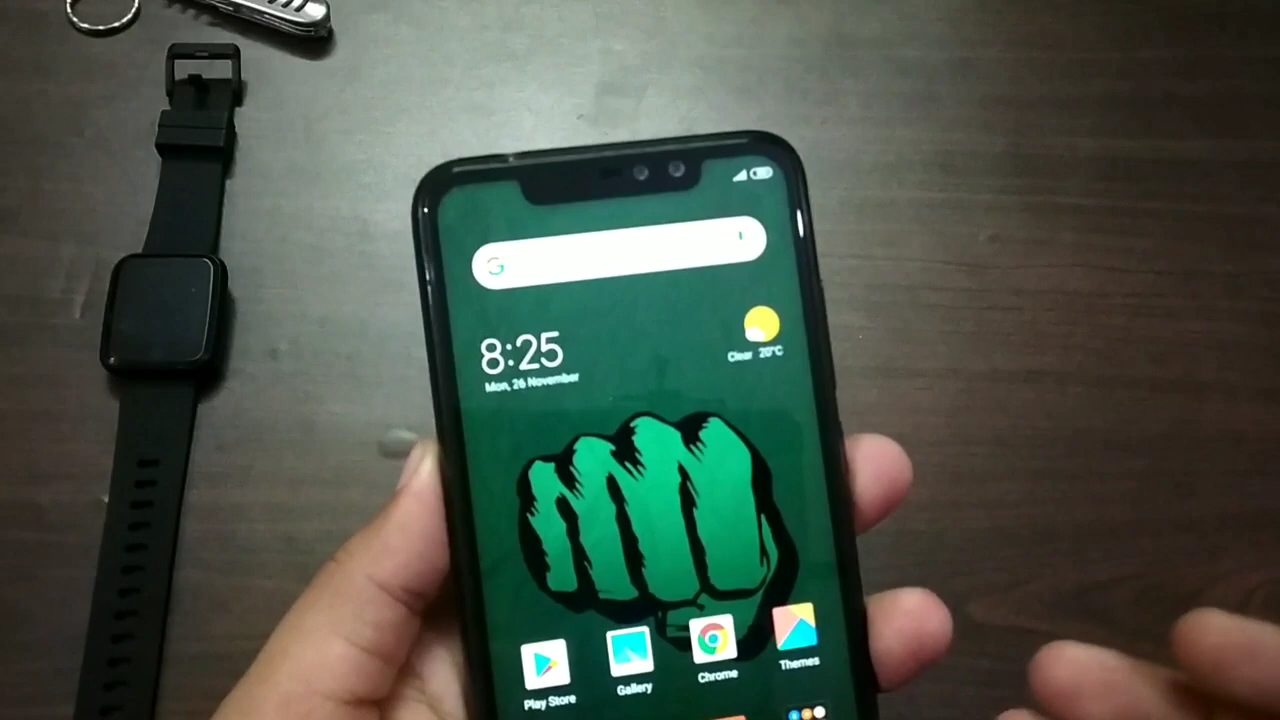 G
8:25
Mon, 26 November
Clear 20°C
Play Store
Gallery
Chrome
Themes